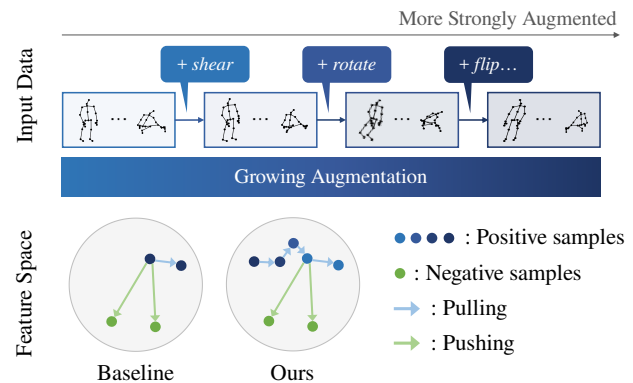 More Strongly Augmented
Input Data
+ shear
+ rotate
+ flip...
...
...
...
...
Growing Augmentation
Feature Space
: Positive samples
: Negative samples
: Pulling
: Pushing
Baseline
Ours